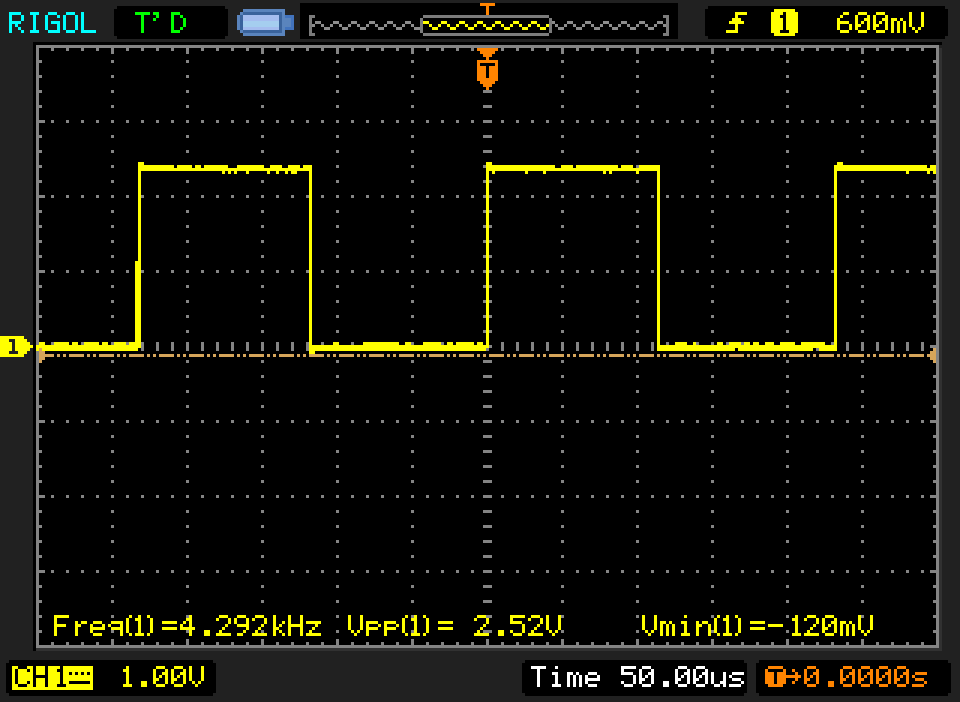 RIGOL T'D T 1 600mV
T
1
Freq(1)=4.292kHz Vpp(1)= 2.52V Vmin(1)=-120mV
CH1 1.00V Time 50.00us T→0.0000s